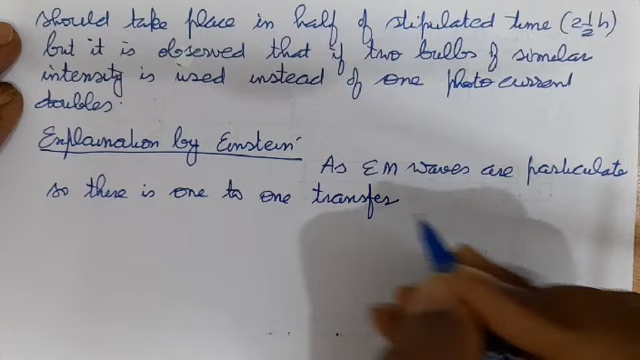 should take place in half of stipulated time (2½h)
but it is observed that if two bulbs of similar
intensity is used instead of one photocurrent
doubles.
Explaination by Einstein
As EM waves are particulate
so there is one to one transfer